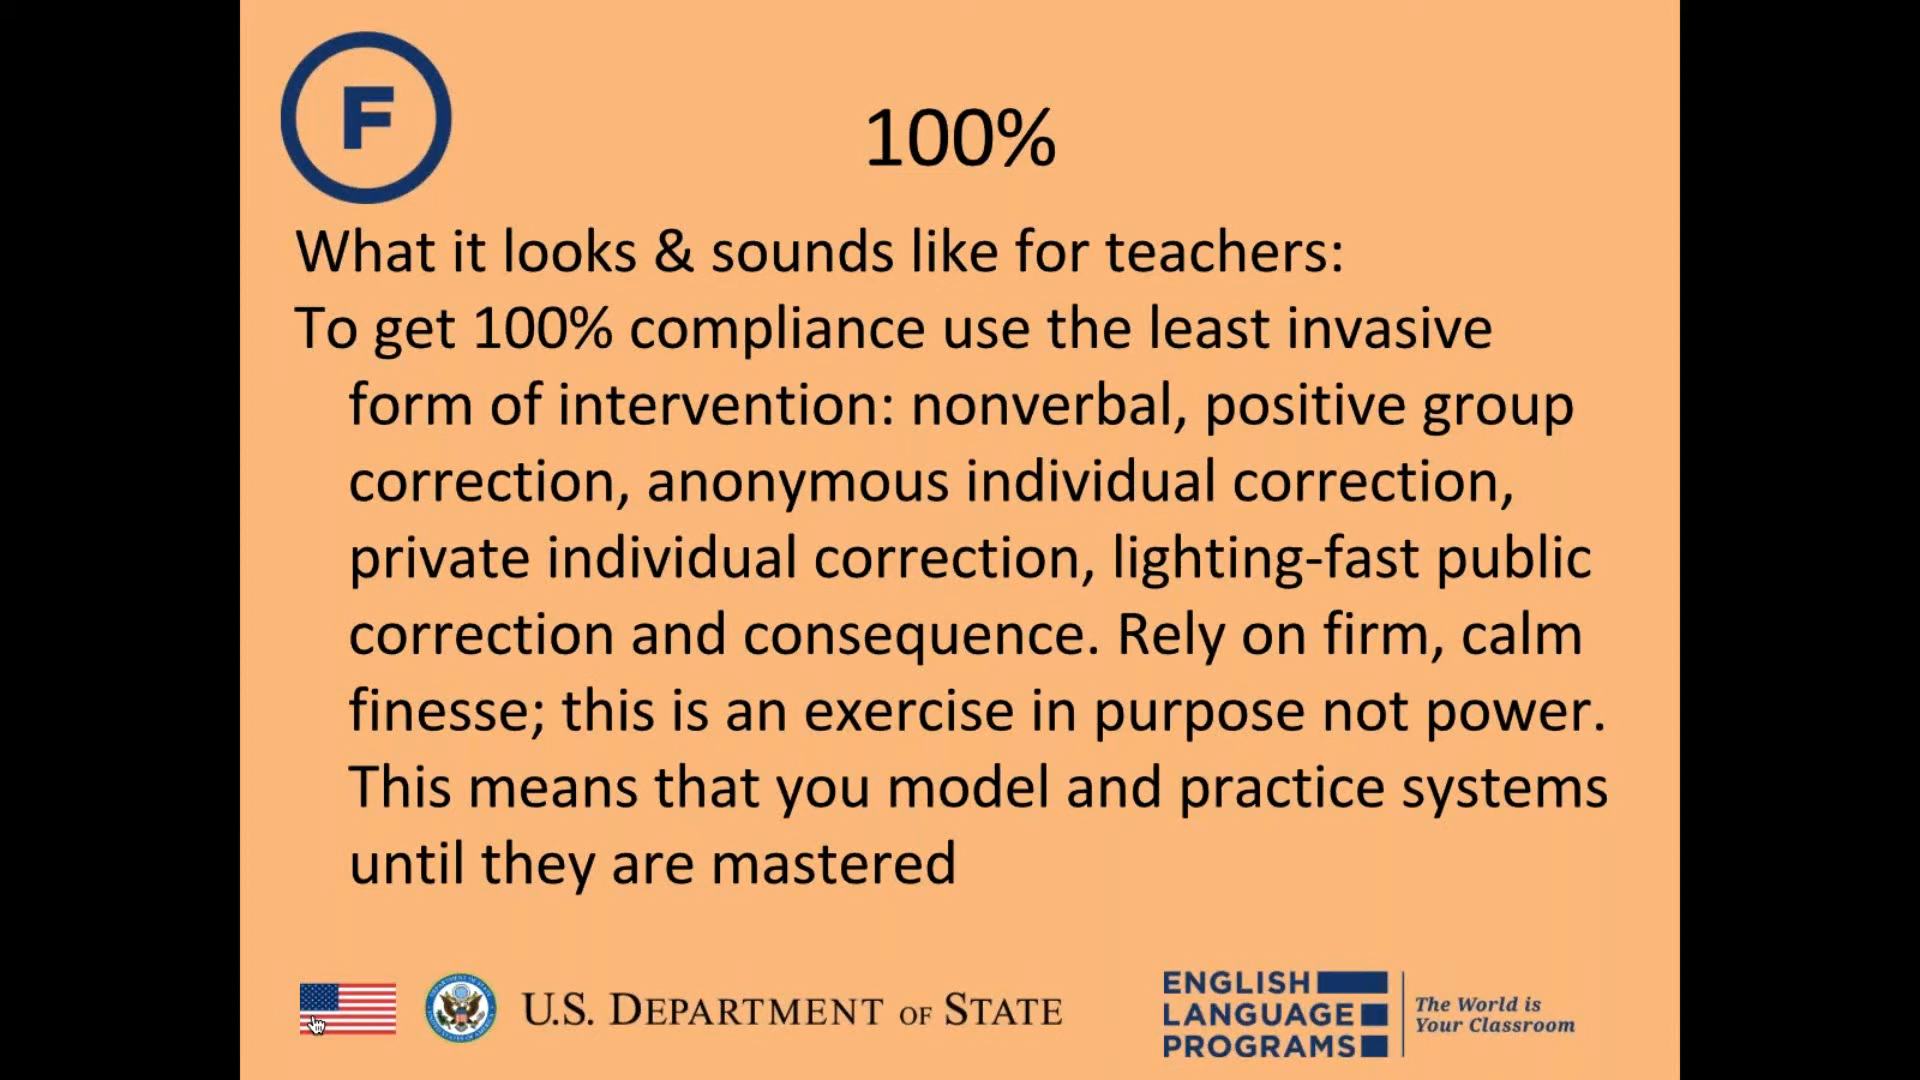 F
100%
What it looks & sounds like for teachers:
To get 100% compliance use the least invasive
form of intervention: nonverbal, positive group
correction, anonymous individual correction,
private individual correction, lighting-fast public
correction and consequence. Rely on firm, calm
finesse; this is an exercise in purpose not power.
This means that you model and practice systems
until they are mastered
U.S. DEPARTMENT OF STATE
ENGLISH
LANGUAGE
PROGRAMS
The World is
Your Classroom